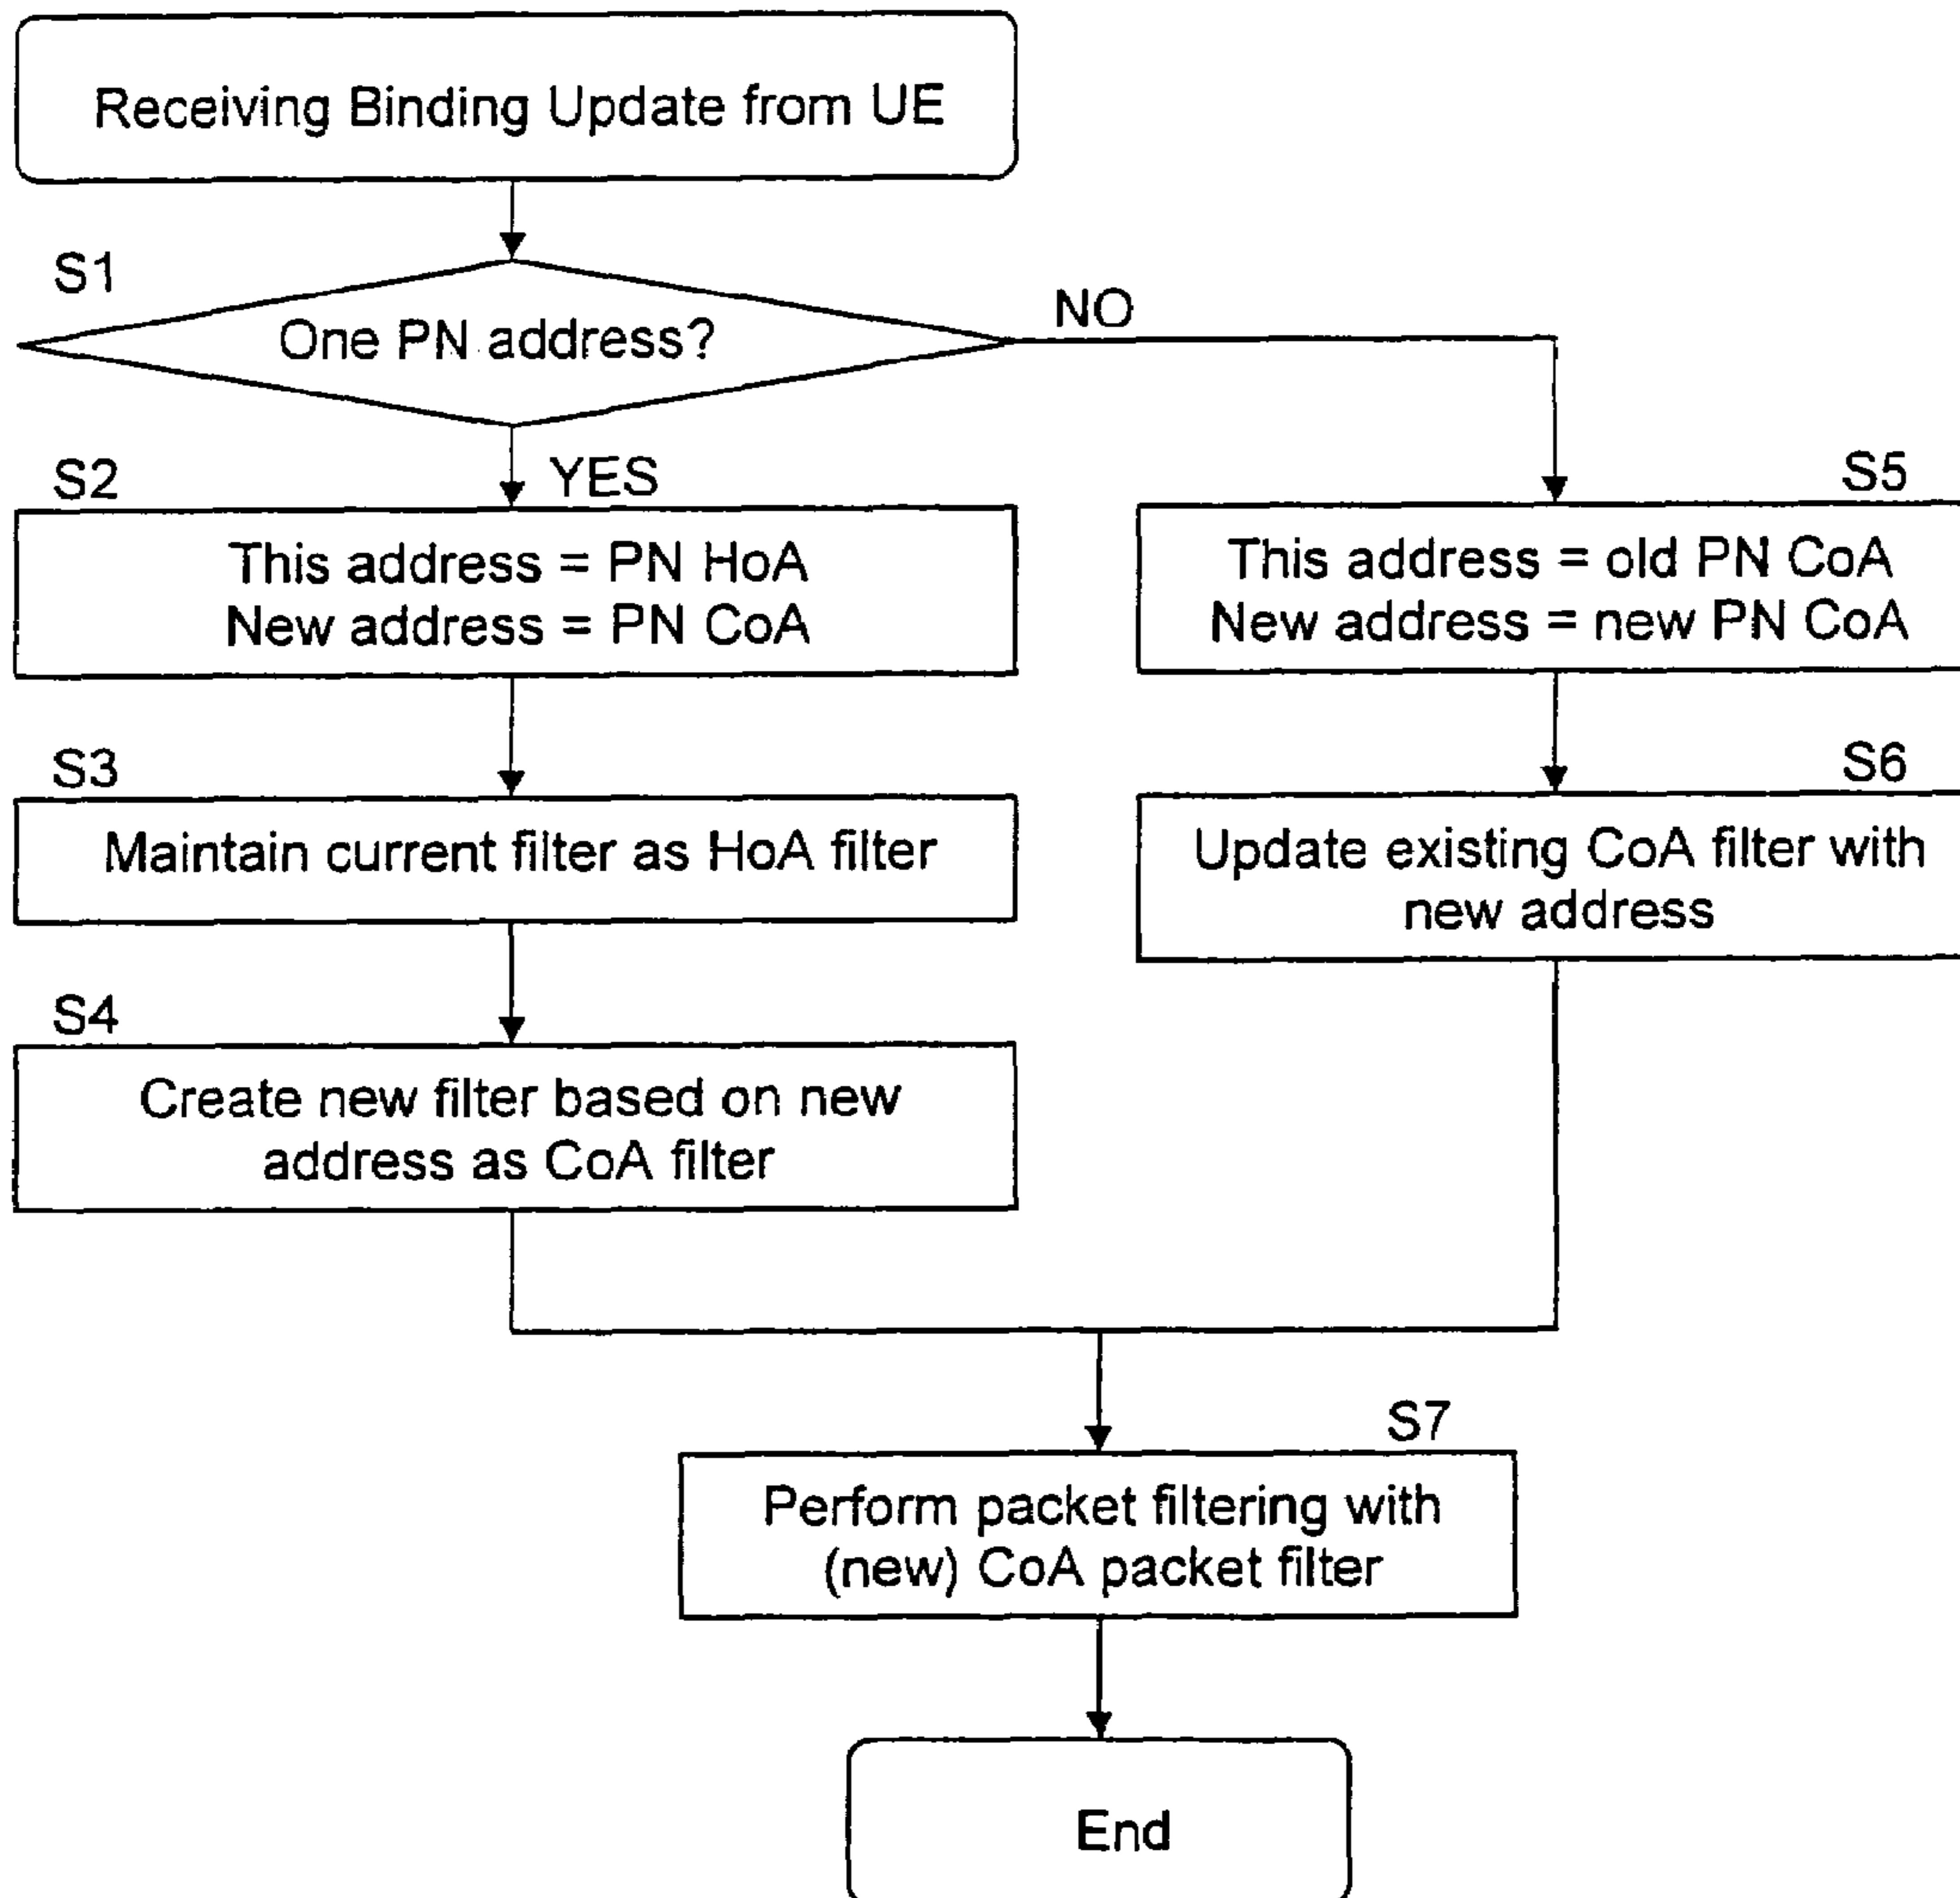 Receiving Binding Update from UE
S1
One PN address?
NO
YES
S2
This address = PN HoA
New address = PN CoA
S5
This address = old PN CoA
New address = new PN CoA
S3
Maintain current filter as HoA filter
S6
Update existing CoA filter with
new address
S4
Create new filter based on new
address as CoA filter
S7
Perform packet filtering with
(new) CoA packet filter
End